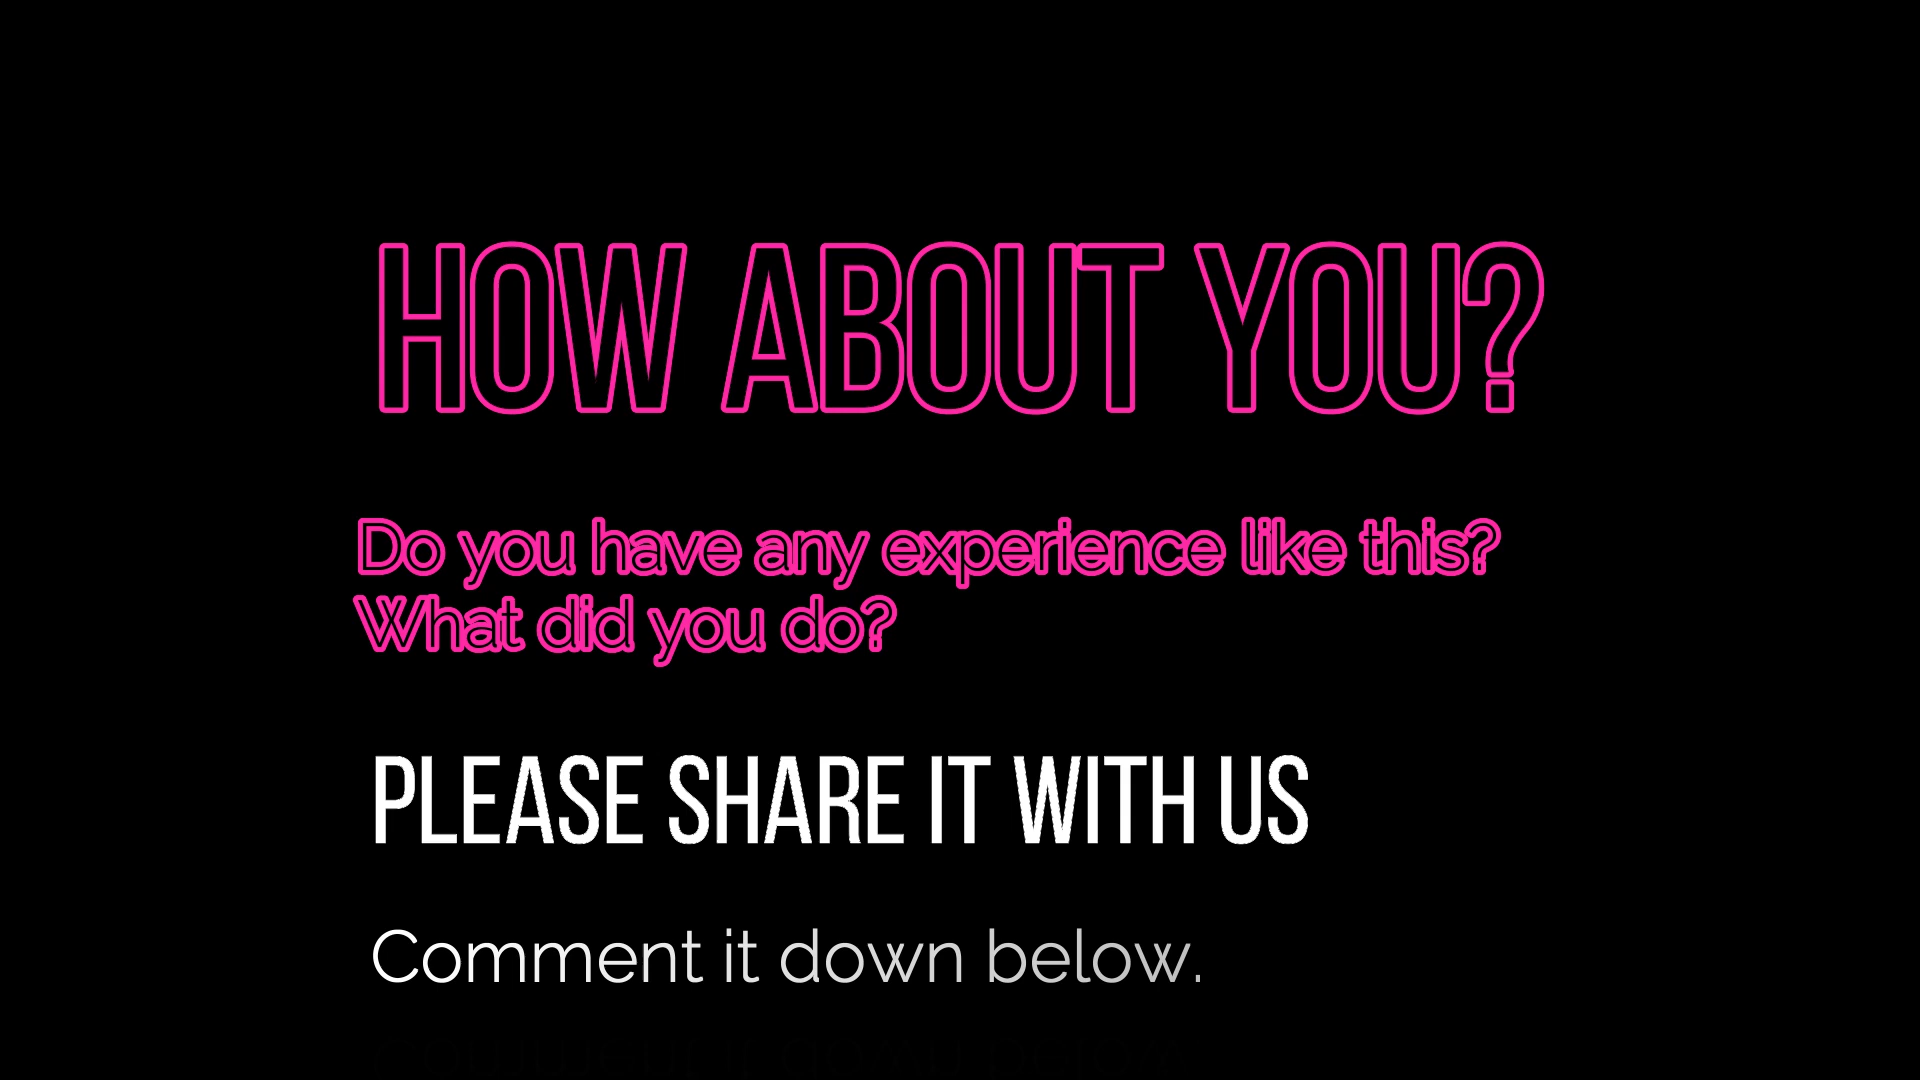 HOW ABOUT YOU?
Do you have any experience like this?
What did you do?
PLEASE SHARE IT WITH US
Comment it down below.